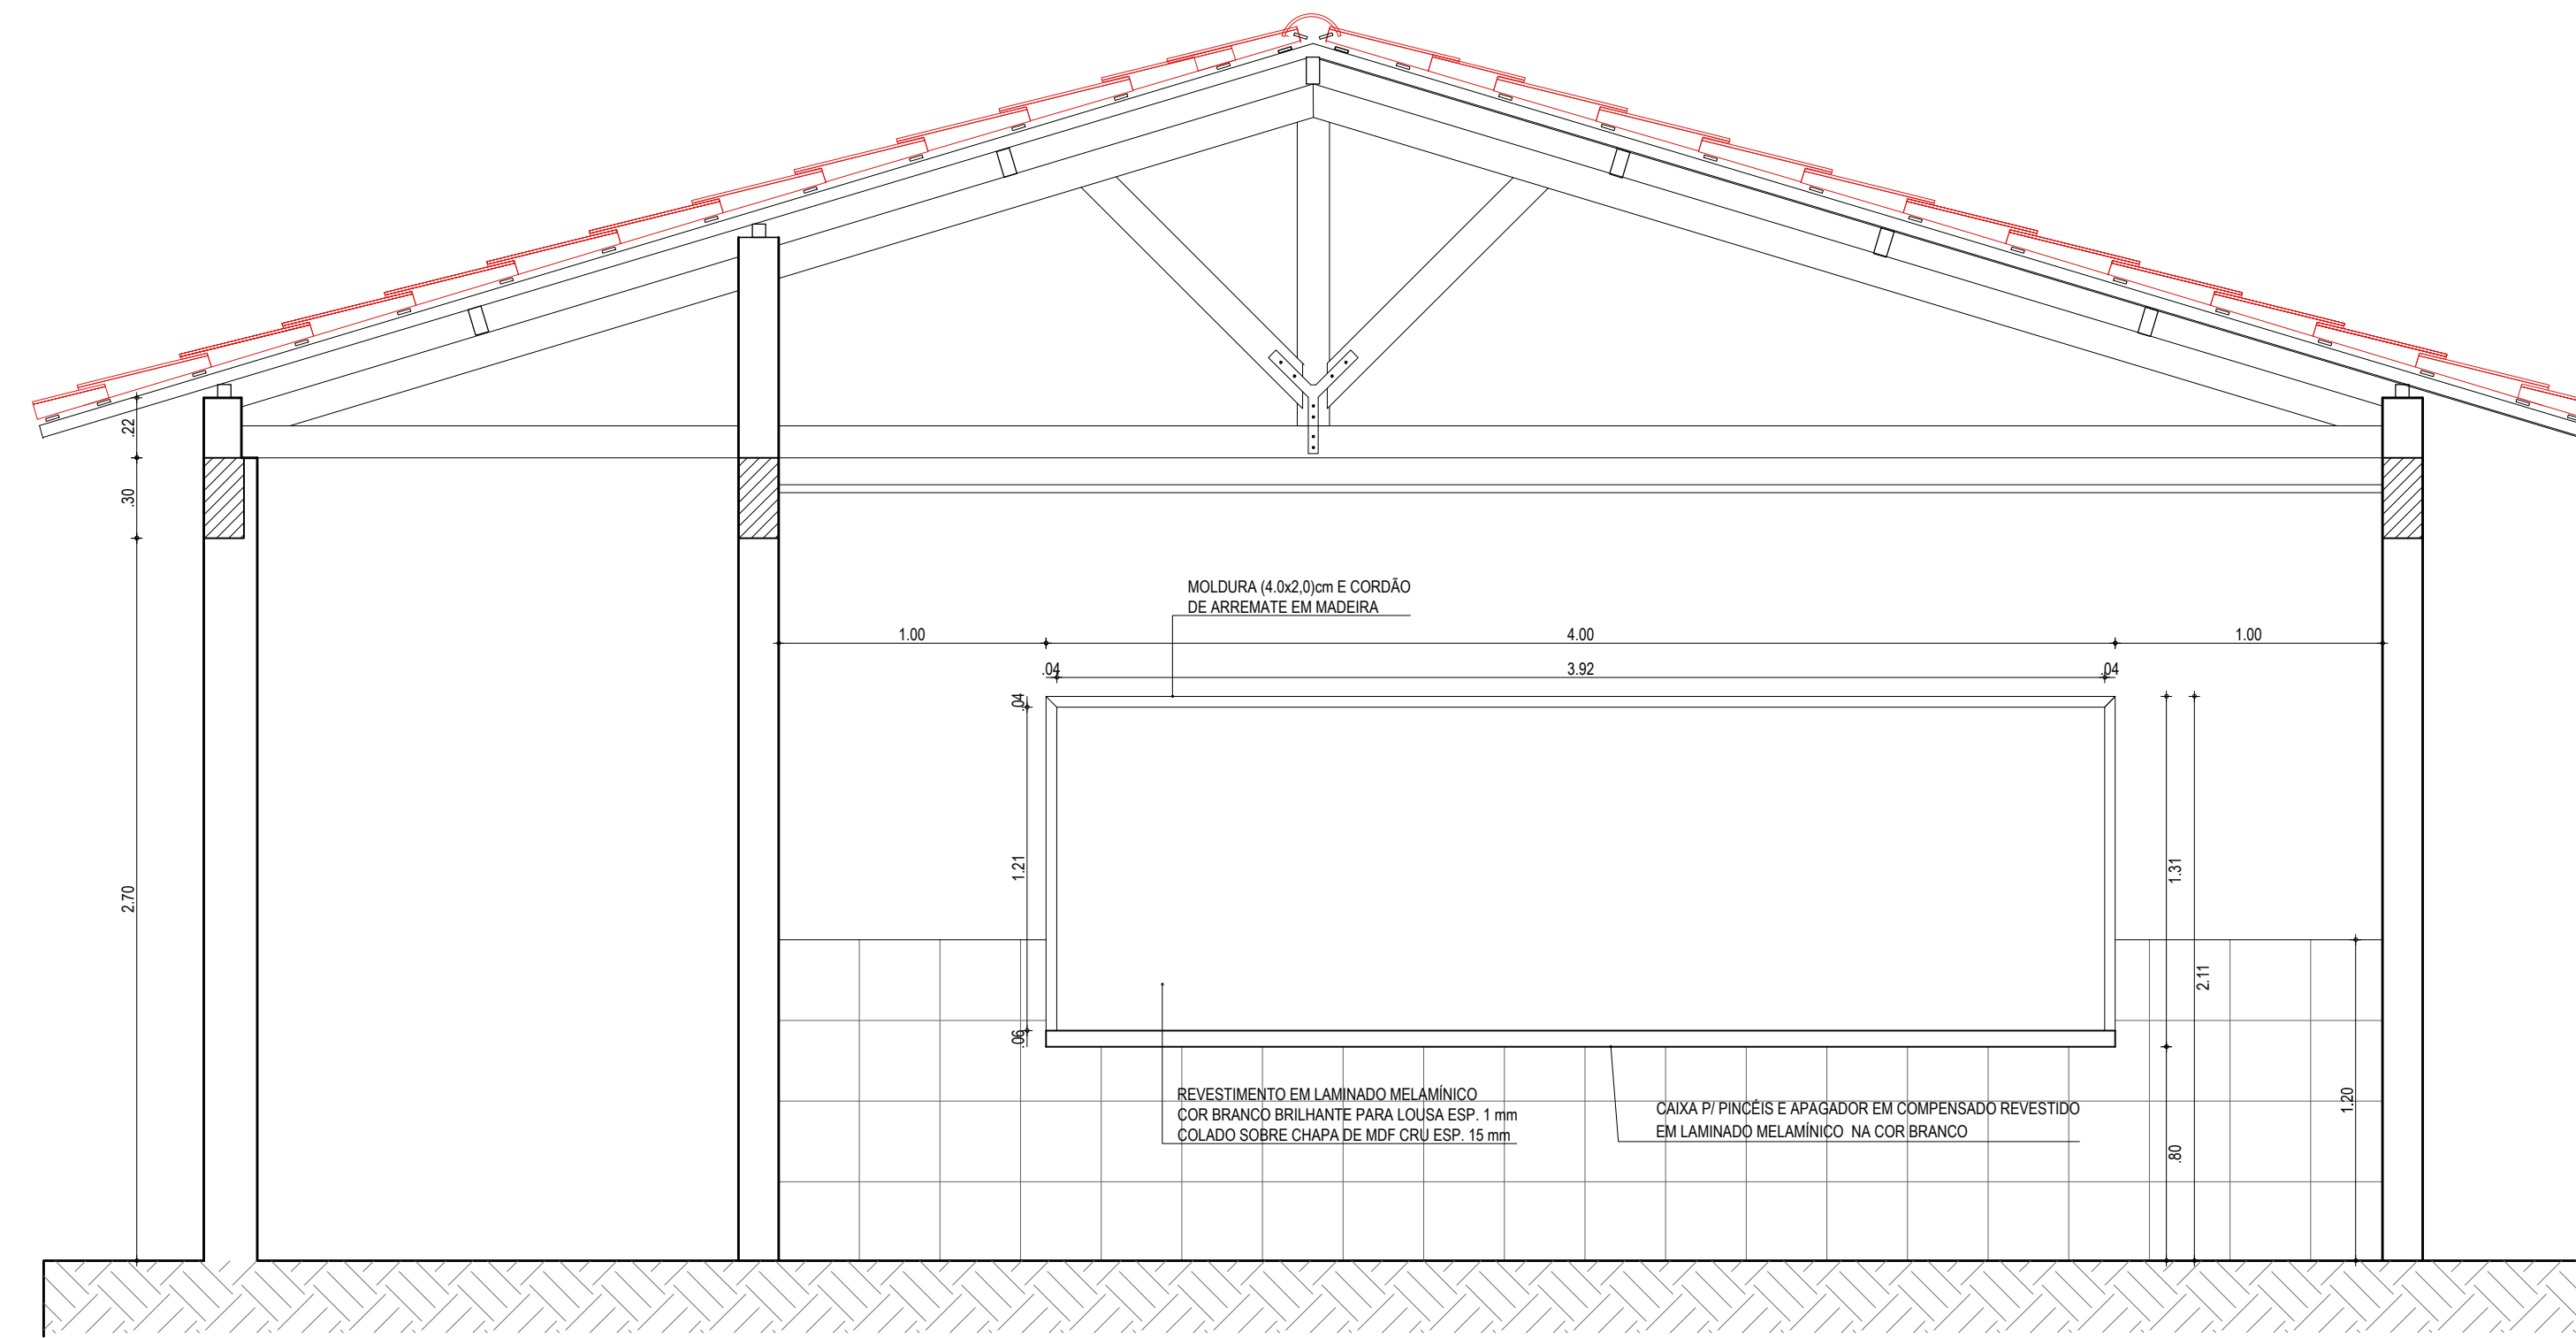 .22
.30
2.70
MOLDURA (4.0x2,0)cm E CORDÃO
DE ARREMATE EM MADEIRA
1.00
4.00
1.00
.04
3.92
.04
.04
1.21
.06
1.31
2.11
1.20
.80
REVESTIMENTO EM LAMINADO MELAMÍNICO
COR BRANCO BRILHANTE PARA LOUSA ESP. 1 mm
COLADO SOBRE CHAPA DE MDF CRU ESP. 15 mm
CAIXA P/ PINCÉIS E APAGADOR EM COMPENSADO REVESTIDO
EM LAMINADO MELAMÍNICO NA COR BRANCO